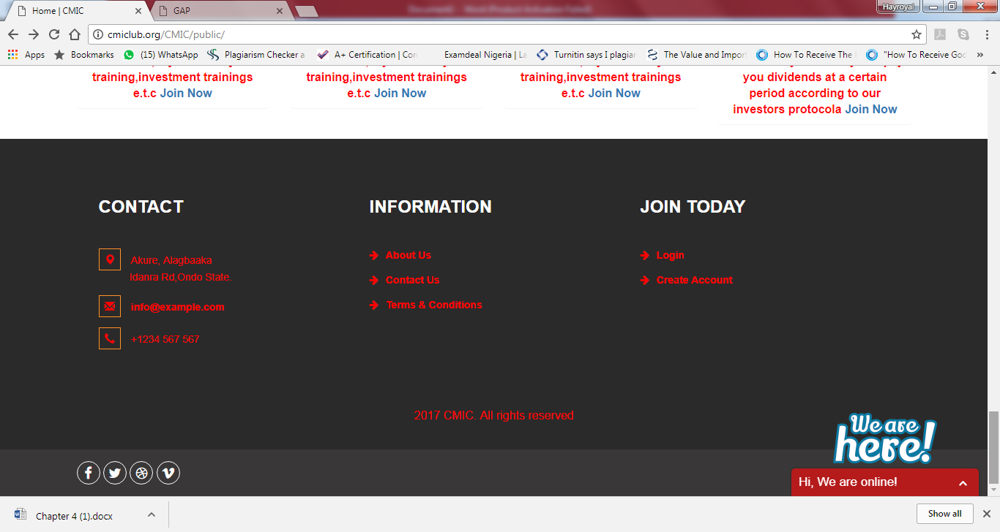 Home | CMIC
GAP
Hayroyal
cmiclub.org/CMIC/public/
Apps
Bookmarks
(15) WhatsApp
Plagiarism Checker a
A+ Certification | Con
Examdeal Nigeria | La
Turnitin says I plagiar
The Value and Impor
How To Receive The
"How To Receive Goo
training,investment trainings
e.t.c Join Now
training,investment trainings
e.t.c Join Now
training,investment trainings
e.t.c Join Now
you dividends at a certain
period according to our
investors protocola Join Now
CONTACT
Akure, Alagbaaka
Idanra Rd,Ondo State.
info@example.com
+1234 567 567
INFORMATION
About Us
Contact Us
Terms & Conditions
JOIN TODAY
Login
Create Account
2017 CMIC. All rights reserved
We are
here!
Hi, We are online!
Chapter 4 (1).docx
Show all